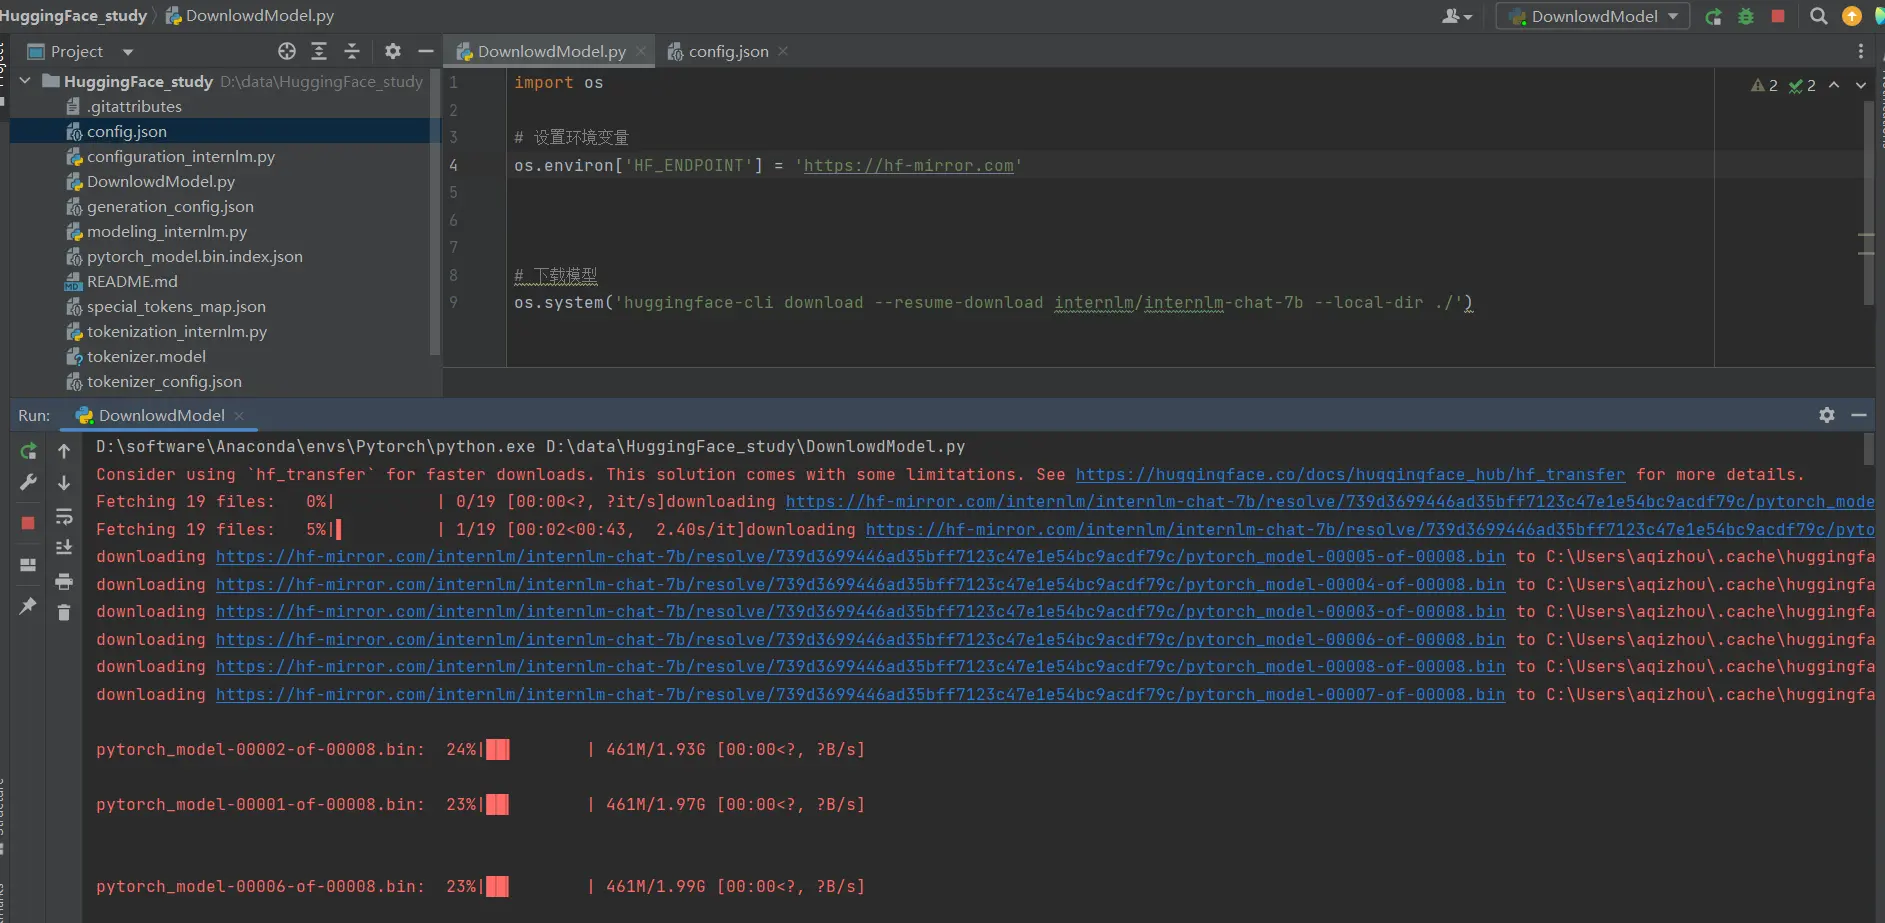 HuggingFace_study DownlowdModel.py
DownlowdModel
Project
DownlowdModel.py
config.json
HuggingFace_study D:\data\HuggingFace_study
.gitattributes
config.json
configuration_internlm.py
DownlowdModel.py
generation_config.json
modeling_internlm.py
pytorch_model.bin.index.json
README.md
special_tokens_map.json
tokenization_internlm.py
tokenizer.model
tokenizer_config.json
2 2
1 import os
2
3 # 设置环境变量
4 os.environ['HF_ENDPOINT'] = 'https://hf-mirror.com'
5
6
7
8 # 下载模型
9 os.system('huggingface-cli download --resume-download internlm/internlm-chat-7b --local-dir ./')
Run: DownlowdModel
D:\software\Anaconda\envs\Pytorch\python.exe D:\data\HuggingFace_study\DownlowdModel.py
Consider using `hf_transfer` for faster downloads. This solution comes with some limitations. See https://huggingface.co/docs/huggingface_hub/hf_transfer for more details.
Fetching 19 files: 0%| | 0/19 [00:00<?, ?it/s]downloading https://hf-mirror.com/internlm/internlm-chat-7b/resolve/739d3699446ad35bff7123c47e1e54bc9acdf79c/pytorch_mode
Fetching 19 files: 5%| | 1/19 [00:02<00:43, 2.40s/it]downloading https://hf-mirror.com/internlm/internlm-chat-7b/resolve/739d3699446ad35bff7123c47e1e54bc9acdf79c/pyto
downloading https://hf-mirror.com/internlm/internlm-chat-7b/resolve/739d3699446ad35bff7123c47e1e54bc9acdf79c/pytorch_model-00005-of-00008.bin to C:\Users\aqizhou\.cache\huggingfa
downloading https://hf-mirror.com/internlm/internlm-chat-7b/resolve/739d3699446ad35bff7123c47e1e54bc9acdf79c/pytorch_model-00004-of-00008.bin to C:\Users\aqizhou\.cache\huggingfa
downloading https://hf-mirror.com/internlm/internlm-chat-7b/resolve/739d3699446ad35bff7123c47e1e54bc9acdf79c/pytorch_model-00003-of-00008.bin to C:\Users\aqizhou\.cache\huggingfa
downloading https://hf-mirror.com/internlm/internlm-chat-7b/resolve/739d3699446ad35bff7123c47e1e54bc9acdf79c/pytorch_model-00006-of-00008.bin to C:\Users\aqizhou\.cache\huggingfa
downloading https://hf-mirror.com/internlm/internlm-chat-7b/resolve/739d3699446ad35bff7123c47e1e54bc9acdf79c/pytorch_model-00008-of-00008.bin to C:\Users\aqizhou\.cache\huggingfa
downloading https://hf-mirror.com/internlm/internlm-chat-7b/resolve/739d3699446ad35bff7123c47e1e54bc9acdf79c/pytorch_model-00007-of-00008.bin to C:\Users\aqizhou\.cache\huggingfa
pytorch_model-00002-of-00008.bin: 24%| | 461M/1.93G [00:00<?, ?B/s]
pytorch_model-00001-of-00008.bin: 23%| | 461M/1.97G [00:00<?, ?B/s]
pytorch_model-00006-of-00008.bin: 23%| | 461M/1.99G [00:00<?, ?B/s]